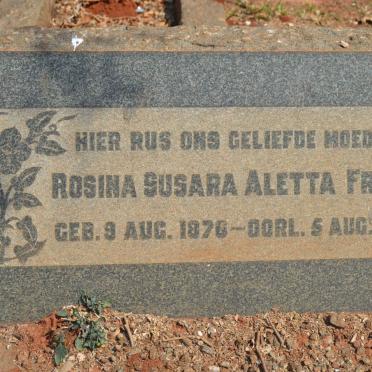 HIER RUS ONS GELIEFDE MOED
ROSINA SUSARA ALETTA FR
GEB. 9 AUG. 1876 – OORL. 5 AUG.